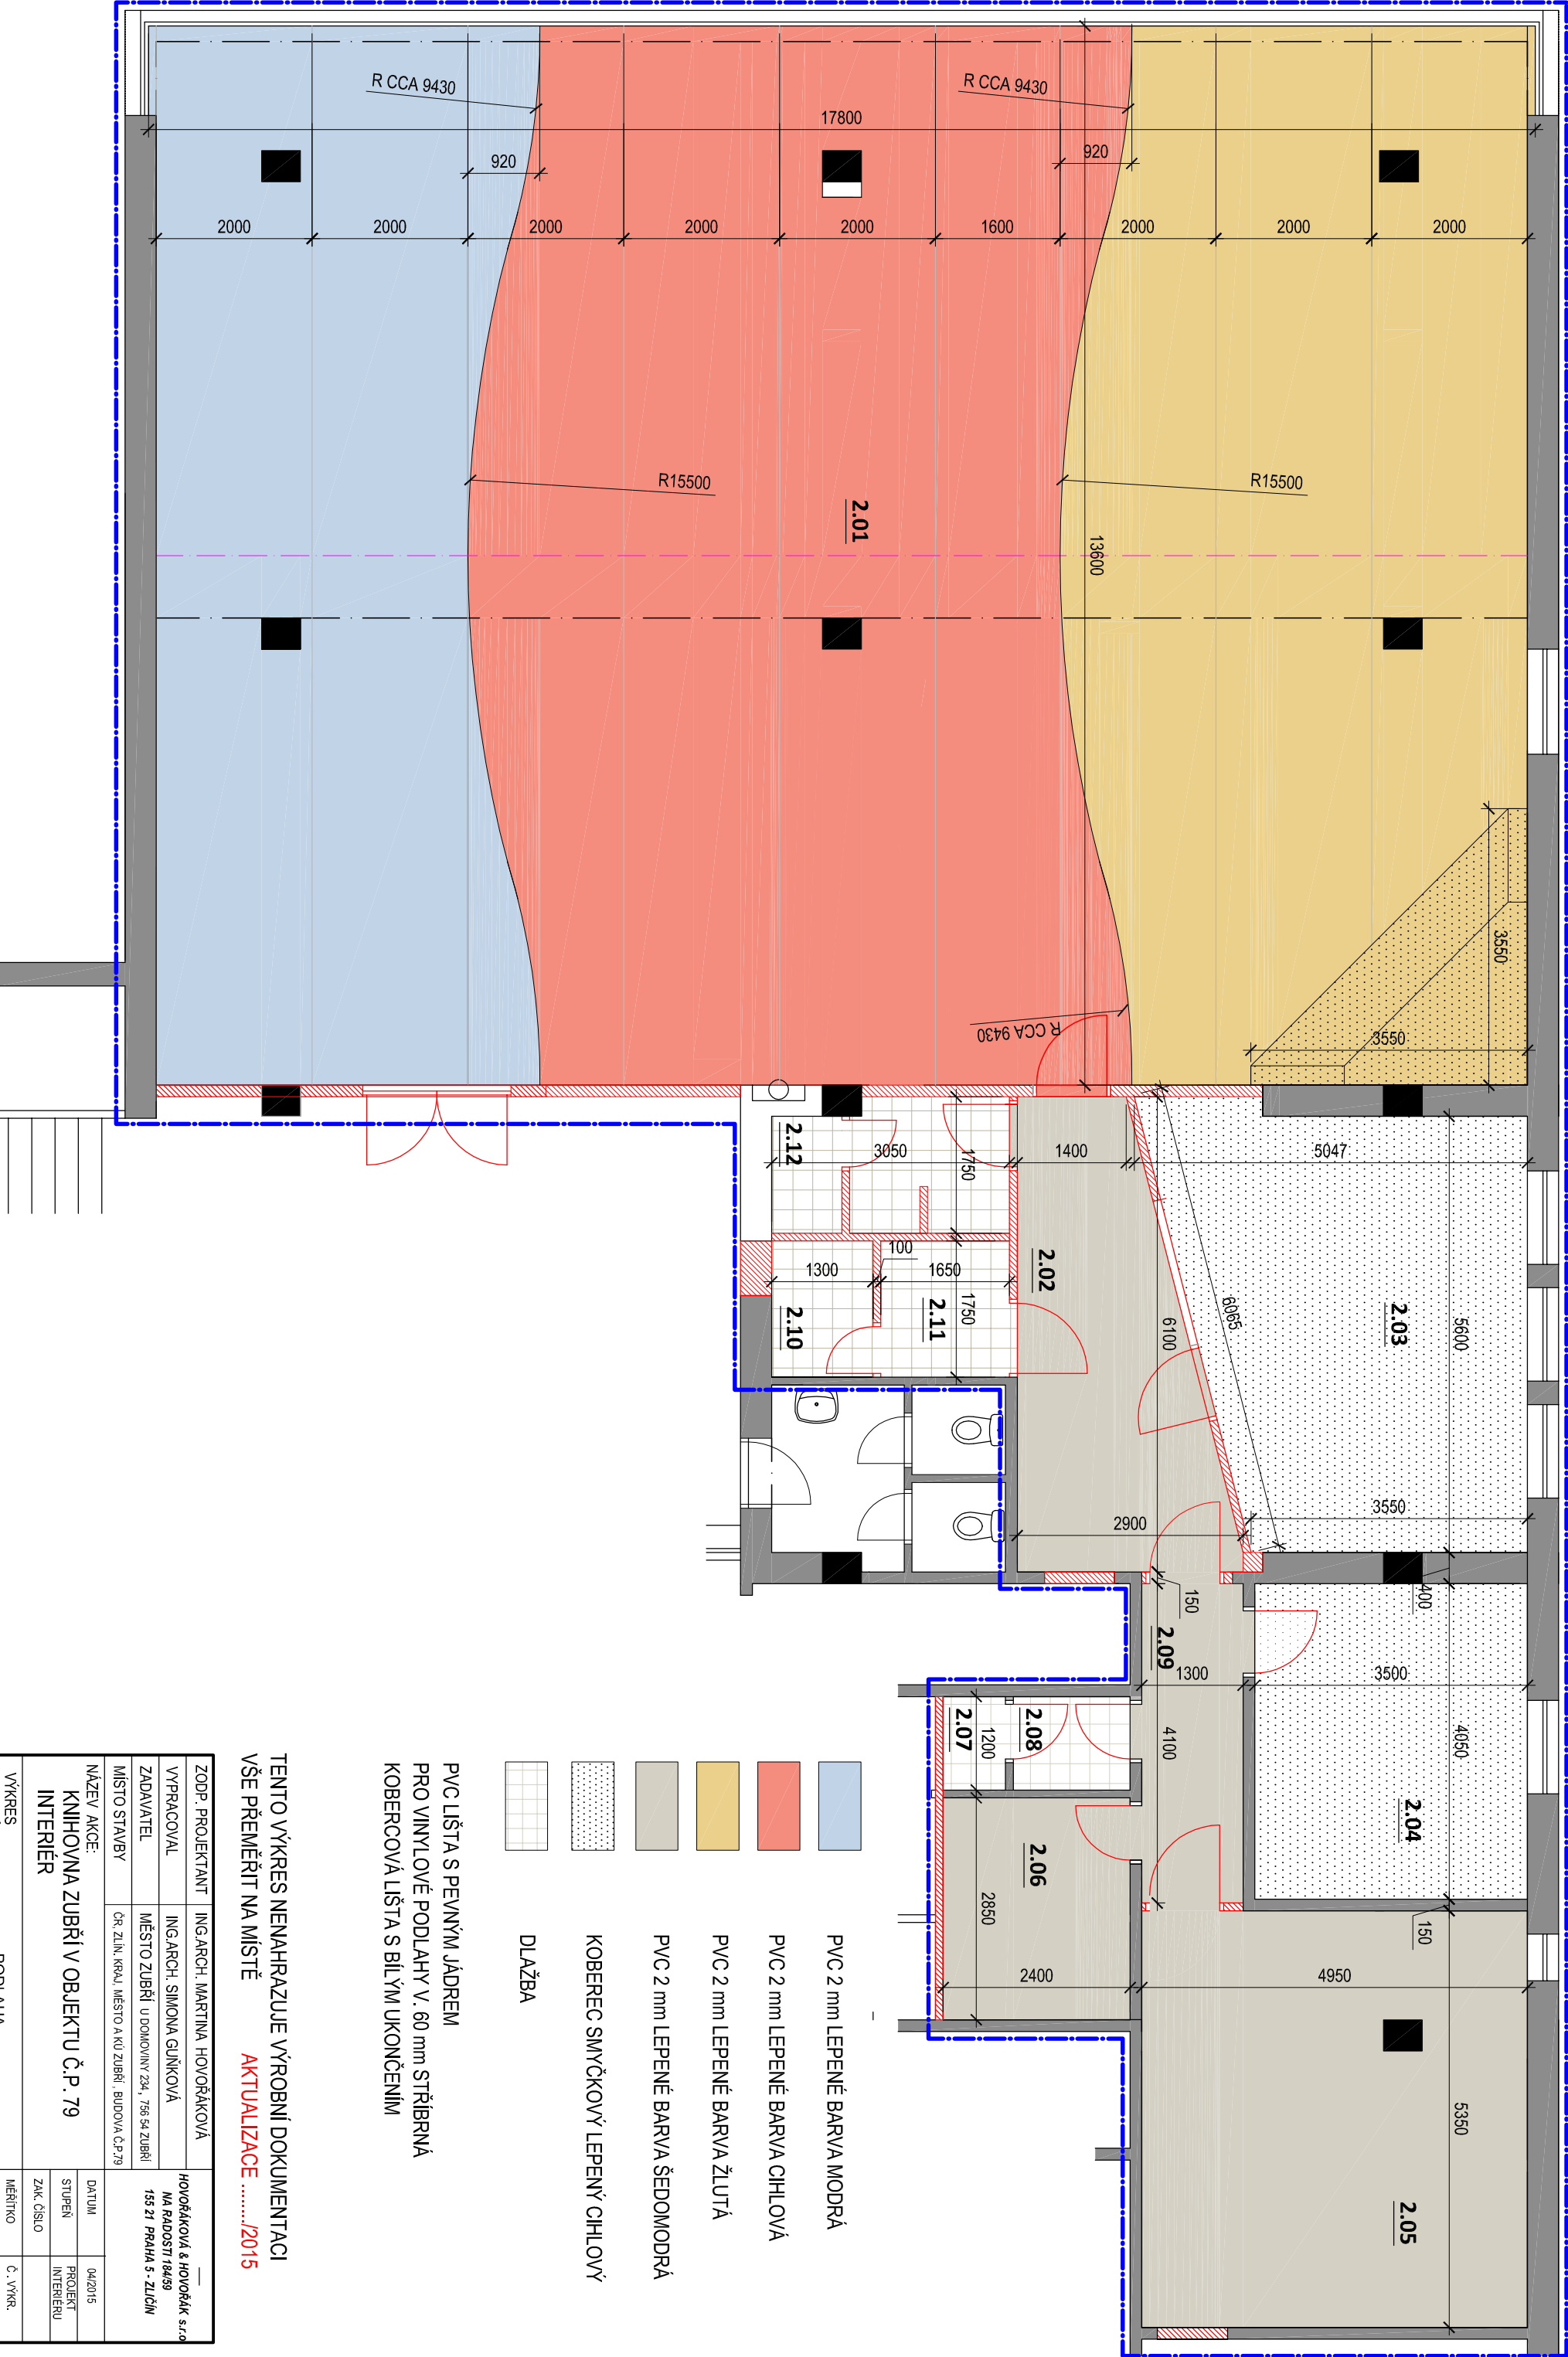 R CCA 9430
R CCA 9430
17800
920
920
2000
2000
2000
2000
2000
1600
2000
2000
2000
R15500
R15500
2.01
13600
3550
3550
R CCA 9430
2.12
3050
1750
1400
5047
2.02
100
1300
1650
2.10
2.11
1750
6100
6065
2.03
5600
2900
3550
150
400
2.09
1300
3500
2.07
1200
2.08
4100
4050
2.04
2.06
2850
150
2400
4950
5350
2.05
PVC 2 mm LEPENÉ BARVA MODRÁ
PVC 2 mm LEPENÉ BARVA CIHLOVÁ
PVC 2 mm LEPENÉ BARVA ŽLUTÁ
PVC 2 mm LEPENÉ BARVA ŠEDOMODRÁ
KOBEREC SMYČKOVÝ LEPENÝ CIHLOVÝ
DLAŽBA
PVC LIŠTA S PEVNÝM JÁDREM
PRO VINYLOVÉ PODLAHY V. 60 mm STŘÍBRNÁ
KOBERCOVÁ LIŠTA S BÍLÝM UKONČENÍM
TENTO VÝKRES NENAHRAZUJE VÝROBNÍ DOKUMENTACI
VŠE PŘEMĚŘIT NA MÍSTĚ AKTUALIZACE ........./2015
ZODP. PROJEKTANT ING.ARCH. MARTINA HOVOŘÁKOVÁ
VYPRACOVAL ING.ARCH. SIMONA GUŇKOVÁ
ZADAVATEL MĚSTO ZUBŘÍ U DOMOVINY 234, 756 54 ZUBŘÍ
MÍSTO STAVBY ČR, ZLÍN. KRAJ, MĚSTO A KÚ ZUBŘÍ , BUDOVA Č.P.79
HOVOŘÁKOVÁ & HOVOŘÁK s.r.o
NA RADOSTI 184/59
155 21 PRAHA 5 - ZLIČÍN
NÁZEV AKCE:
KNIHOVNA ZUBŘÍ V OBJEKTU Č.P. 79
INTERIÉR
DATUM 04/2015
STUPEŇ PROJEKT INTERIÉRU
ZAK. ČÍSLO
MĚŘÍTKO Č. VÝKR.
VÝKRES